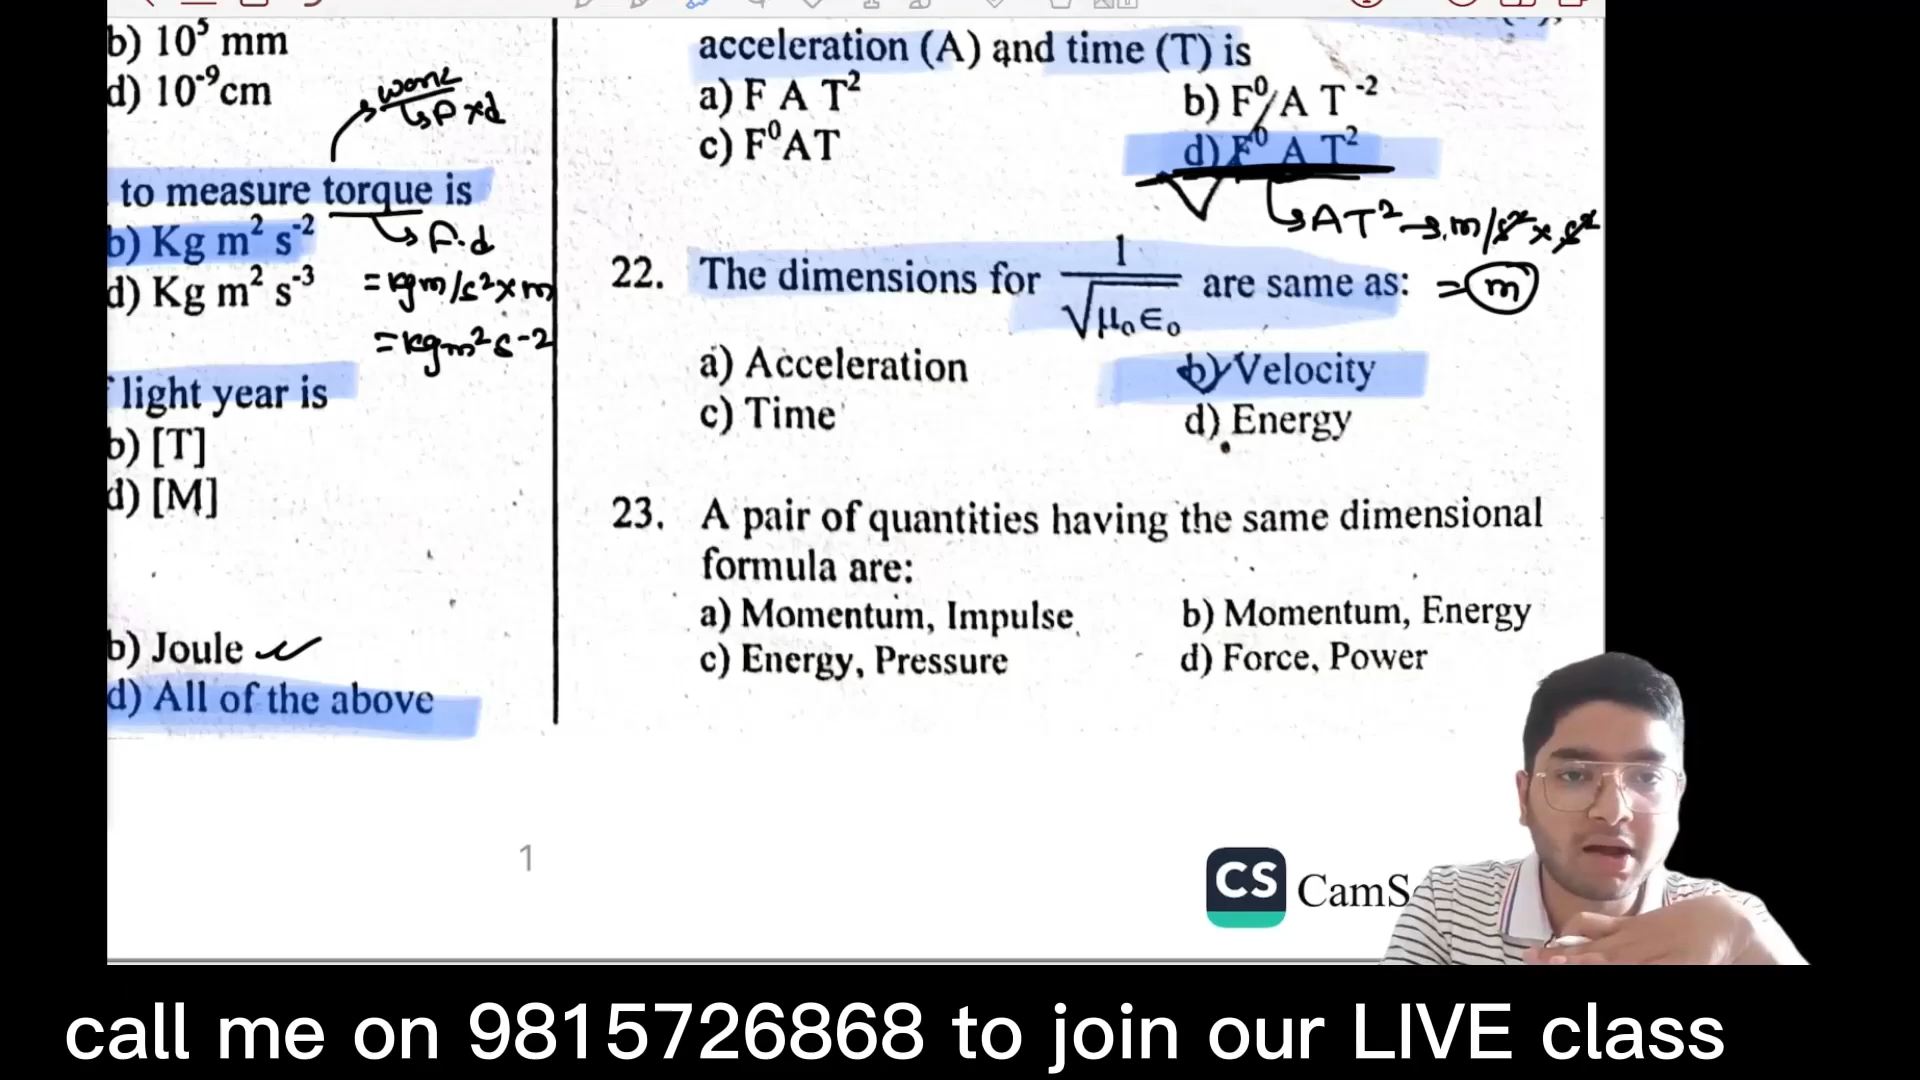 b) 10⁵ mm
d) 10⁻⁹cm
work
↳F×d
to measure torque is
b) Kg m² s⁻²
↳F.d
d) Kg m² s⁻³
=kgm/s²×m
=kgm²s⁻²
light year is
b) [T]
d) [M]
b) Joule
d) All of the above
acceleration (A) and time (T) is
a) F A T²
b) F⁰ A T⁻²
c) F⁰AT
d) F⁰ A T²
↳AT²→m/s²×s²
=m
22. The dimensions for 1/√μ₀∈₀ are same as:
a) Acceleration
b) Velocity
c) Time
d) Energy
23. A pair of quantities having the same dimensional
formula are:
a) Momentum, Impulse
b) Momentum, Energy
c) Energy, Pressure
d) Force, Power
1
CS CamS
call me on 9815726868 to join our LIVE class